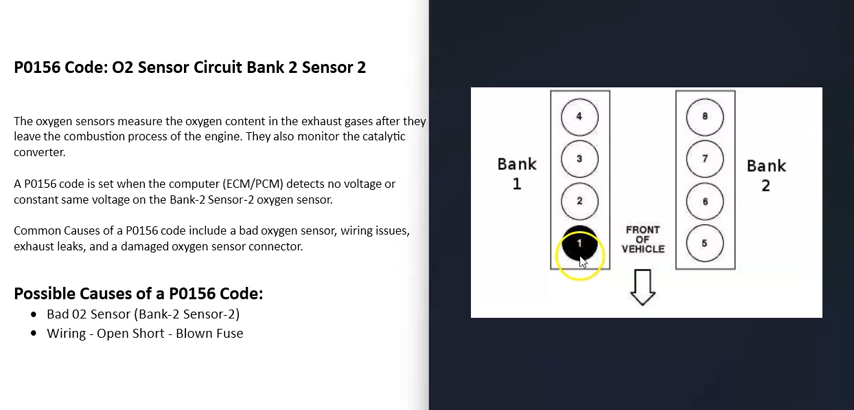 P0156 Code: O2 Sensor Circuit Bank 2 Sensor 2
The oxygen sensors measure the oxygen content in the exhaust gases after they
leave the combustion process of the engine. They also monitor the catalytic
converter.
A P0156 code is set when the computer (ECM/PCM) detects no voltage or
constant same voltage on the Bank-2 Sensor-2 oxygen sensor.
Common Causes of a P0156 code include a bad oxygen sensor, wiring issues,
exhaust leaks, and a damaged oxygen sensor connector.
Possible Causes of a P0156 Code:
• Bad 02 Sensor (Bank-2 Sensor-2)
• Wiring - Open Short - Blown Fuse
Bank
1
4
3
2
1
FRONT
OF
VEHICLE
8
7
6
5
Bank
2